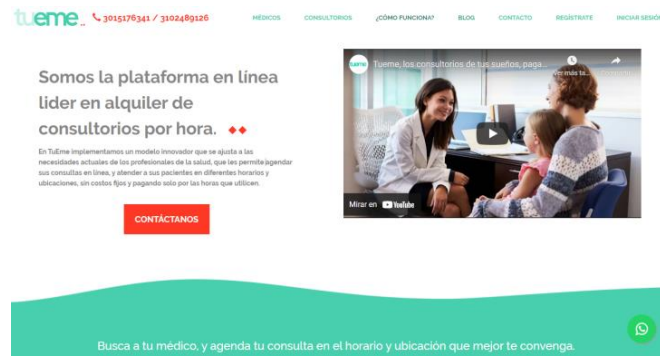 tueme
3015176341 / 3102489126
MÉDICOS
CONSULTORIOS
¿CÓMO FUNCIONA?
BLOG
CONTACTO
REGÍSTRATE
INICIAR SESIÓN
Somos la plataforma en línea
lider en alquiler de
consultorios por hora.
En TuEme implementamos un modelo innovador que se ajusta a las
necesidades actuales de los profesionales de la salud, que les permite agendar
sus consultas en línea, y atender a sus pacientes en diferentes horarios y
ubicaciones, sin costos fijos y pagando solo por las horas que utilicen.
CONTÁCTANOS
tueme
Tueme, los consultorios de tus sueños, paga...
Ver más ta...
Mirar en YouTube
Busca a tu médico, y agenda tu consulta en el horario y ubicación que mejor te convenga.